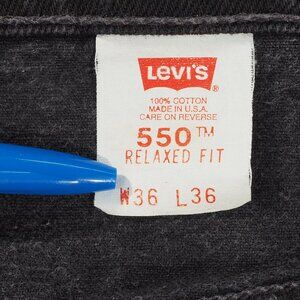 LEVI'S ®
100% COTTON
MADE IN U.S.A.
CARE ON REVERSE
550™
RELAXED FIT
W36 L36